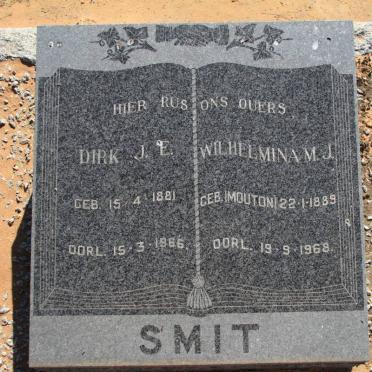 HIER RUS ONS OUERS
DIRK J. E.
GEB. 15-4-1881
OORL. 15-3-1966.
WILHELMINA M. J.
GEB. (MOUTON) 22-1-1889
OORL. 19-9-1968.
SMIT